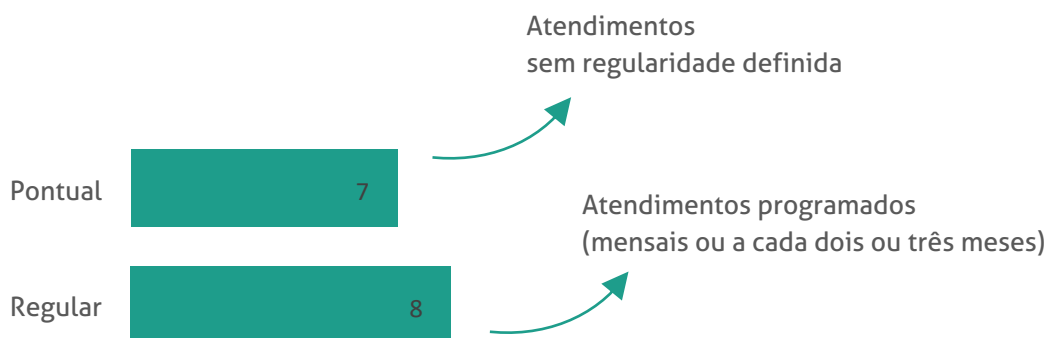 Atendimentos
sem regularidade definida
Pontual
7
Atendimentos programados
(mensais ou a cada dois ou três meses)
Regular
8